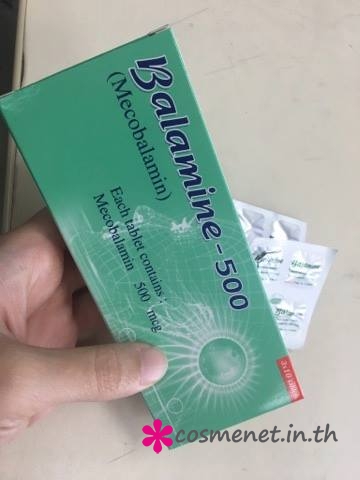 Balamine-500
(Mecobalamin)
Each tablet contains :
Mecobalamin 500 mcg
cosmenet.in.th